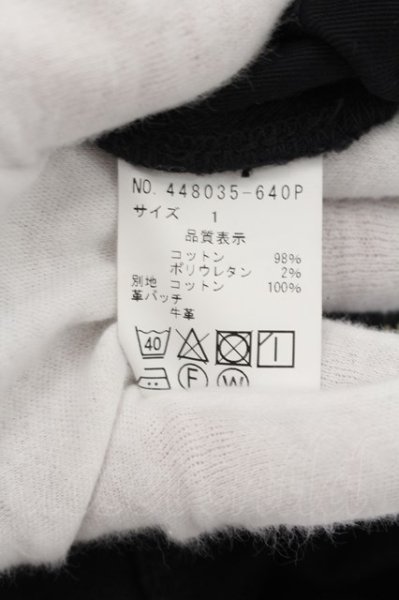 NO. 448035-640P
サイズ 1
品質表示
コットン 98%
ポリウレタン 2%
別地 コットン 100%
革パッチ
牛革
40
F W